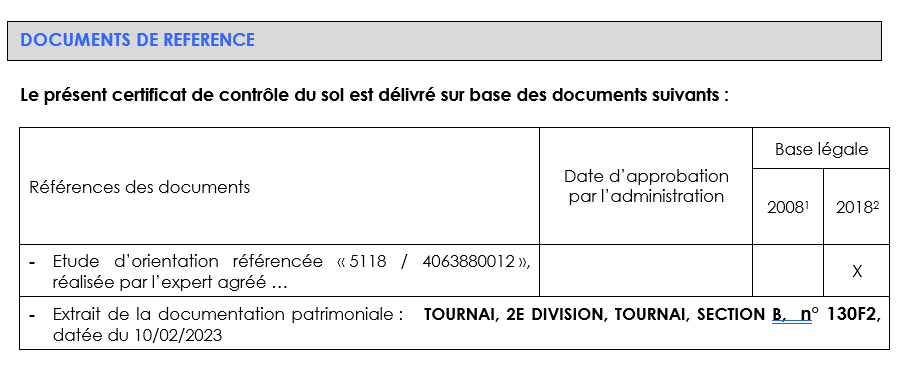 DOCUMENTS DE REFERENCE
Le présent certificat de contrôle du sol est délivré sur base des documents suivants :
Références des documents
Date d’approbation
par l’administration
Base légale
2008¹
2018²
- Etude d’orientation référencée « 5118 / 4063880012 »,
réalisée par l’expert agréé …
X
- Extrait de la documentation patrimoniale : TOURNAI, 2E DIVISION, TOURNAI, SECTION B, n° 130F2,
datée du 10/02/2023